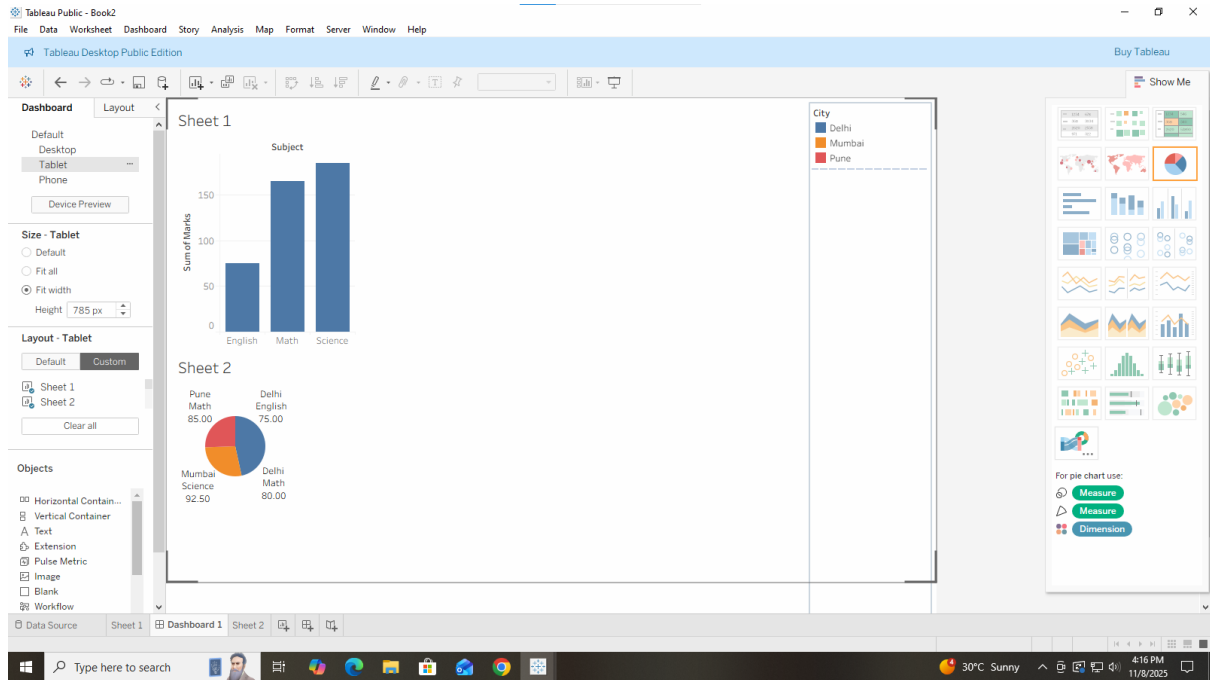 Tableau Public - Book2
File Data Worksheet Dashboard Story Analysis Map Format Server Window Help
Tableau Desktop Public Edition
Buy Tableau
Show Me
Dashboard Layout
Default
Desktop
Tablet
Phone
Device Preview
Size - Tablet
Default
Fit all
Fit width
Height 785 px
Layout - Tablet
Default Custom
Sheet 1
Sheet 2
Clear all
Objects
Horizontal Contain...
Vertical Container
A Text
Extension
Pulse Metric
Image
Blank
Workflow
Sheet 1
Subject
Sum of Marks
150
100
50
0
English Math Science
Sheet 2
Pune
Math
85.00
Delhi
English
75.00
Mumbai
Science
92.50
Delhi
Math
80.00
City
Delhi
Mumbai
Pune
For pie chart use:
Measure
Measure
Dimension
Data Source Sheet 1 Dashboard 1 Sheet 2
Type here to search
30°C Sunny
4:16 PM
11/8/2025